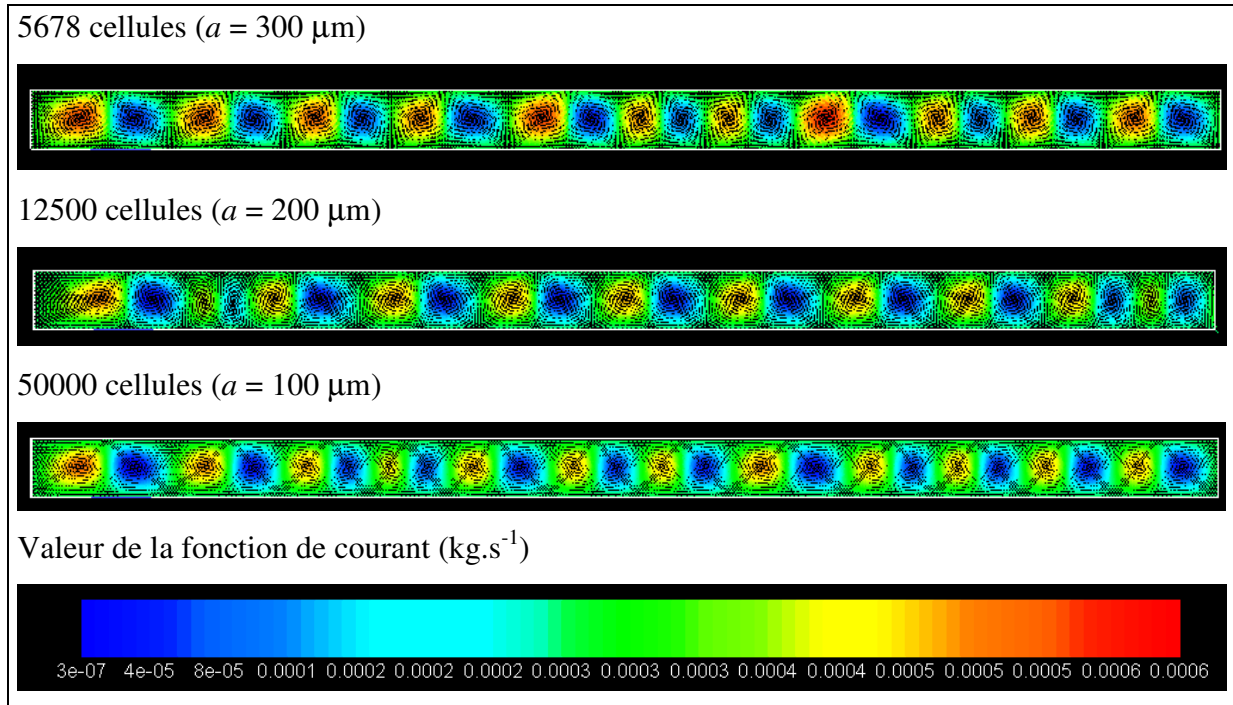 5678 cellules (a = 300 µm)
12500 cellules (a = 200 µm)
50000 cellules (a = 100 µm)
Valeur de la fonction de courant (kg.s-1)
3e-07 4e-05 8e-05 0.0001 0.0002 0.0002 0.0002 0.0003 0.0003 0.0003 0.0004 0.0004 0.0005 0.0005 0.0005 0.0006 0.0006